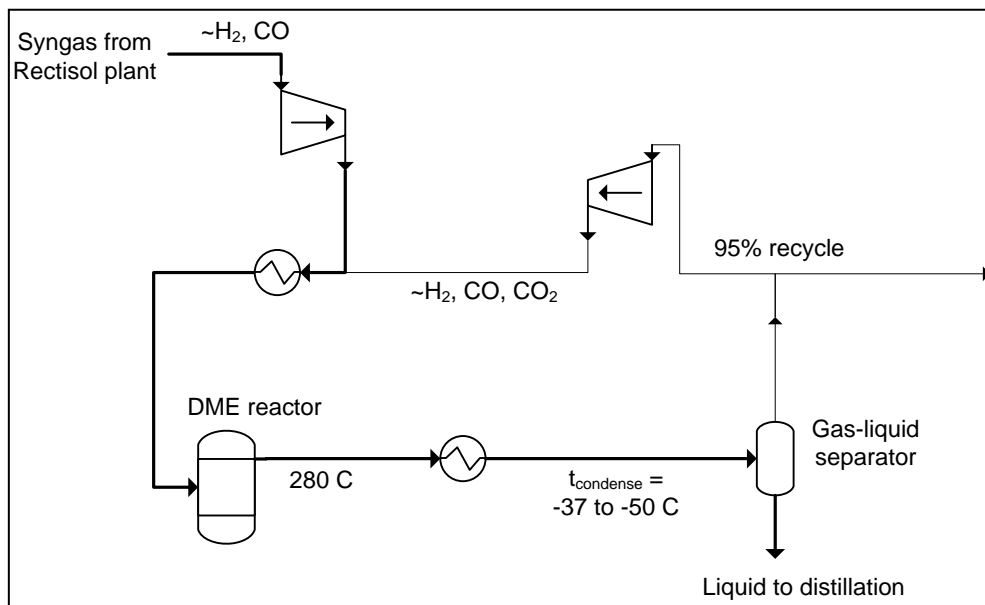 Syngas from
Rectisol plant
~H₂, CO
95% recycle
~H₂, CO, CO₂
DME reactor
280 C
t_condense =
-37 to -50 C
Gas-liquid
separator
Liquid to distillation